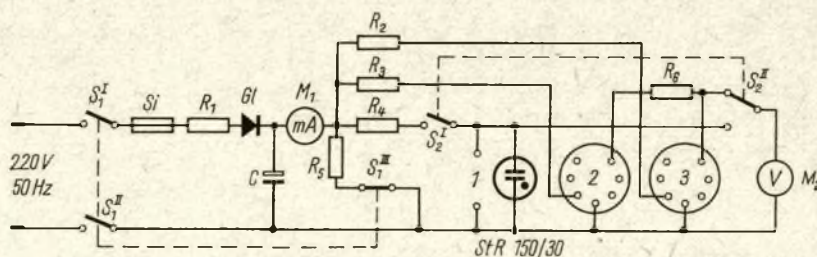 R₂
R₃
R₆
S₁ᴵ
Si
R₁
Gl
M₁
mA
R₄
S₂ᴵ
S₂ᴵᴵ
220V
50Hz
C
R₅
S₁ᴵᴵᴵ
1
2
3
V
M₂
S₁ᴵᴵ
StR 150/30